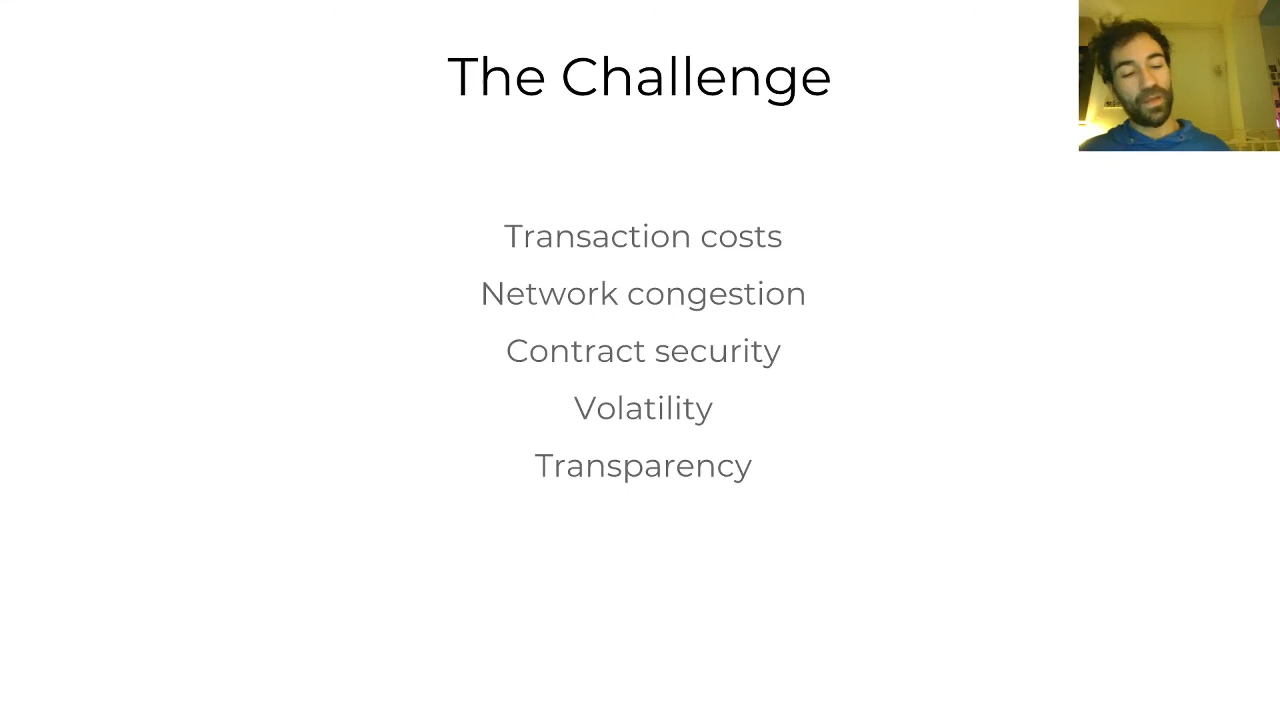 The Challenge
Transaction costs
Network congestion
Contract security
Volatility
Transparency